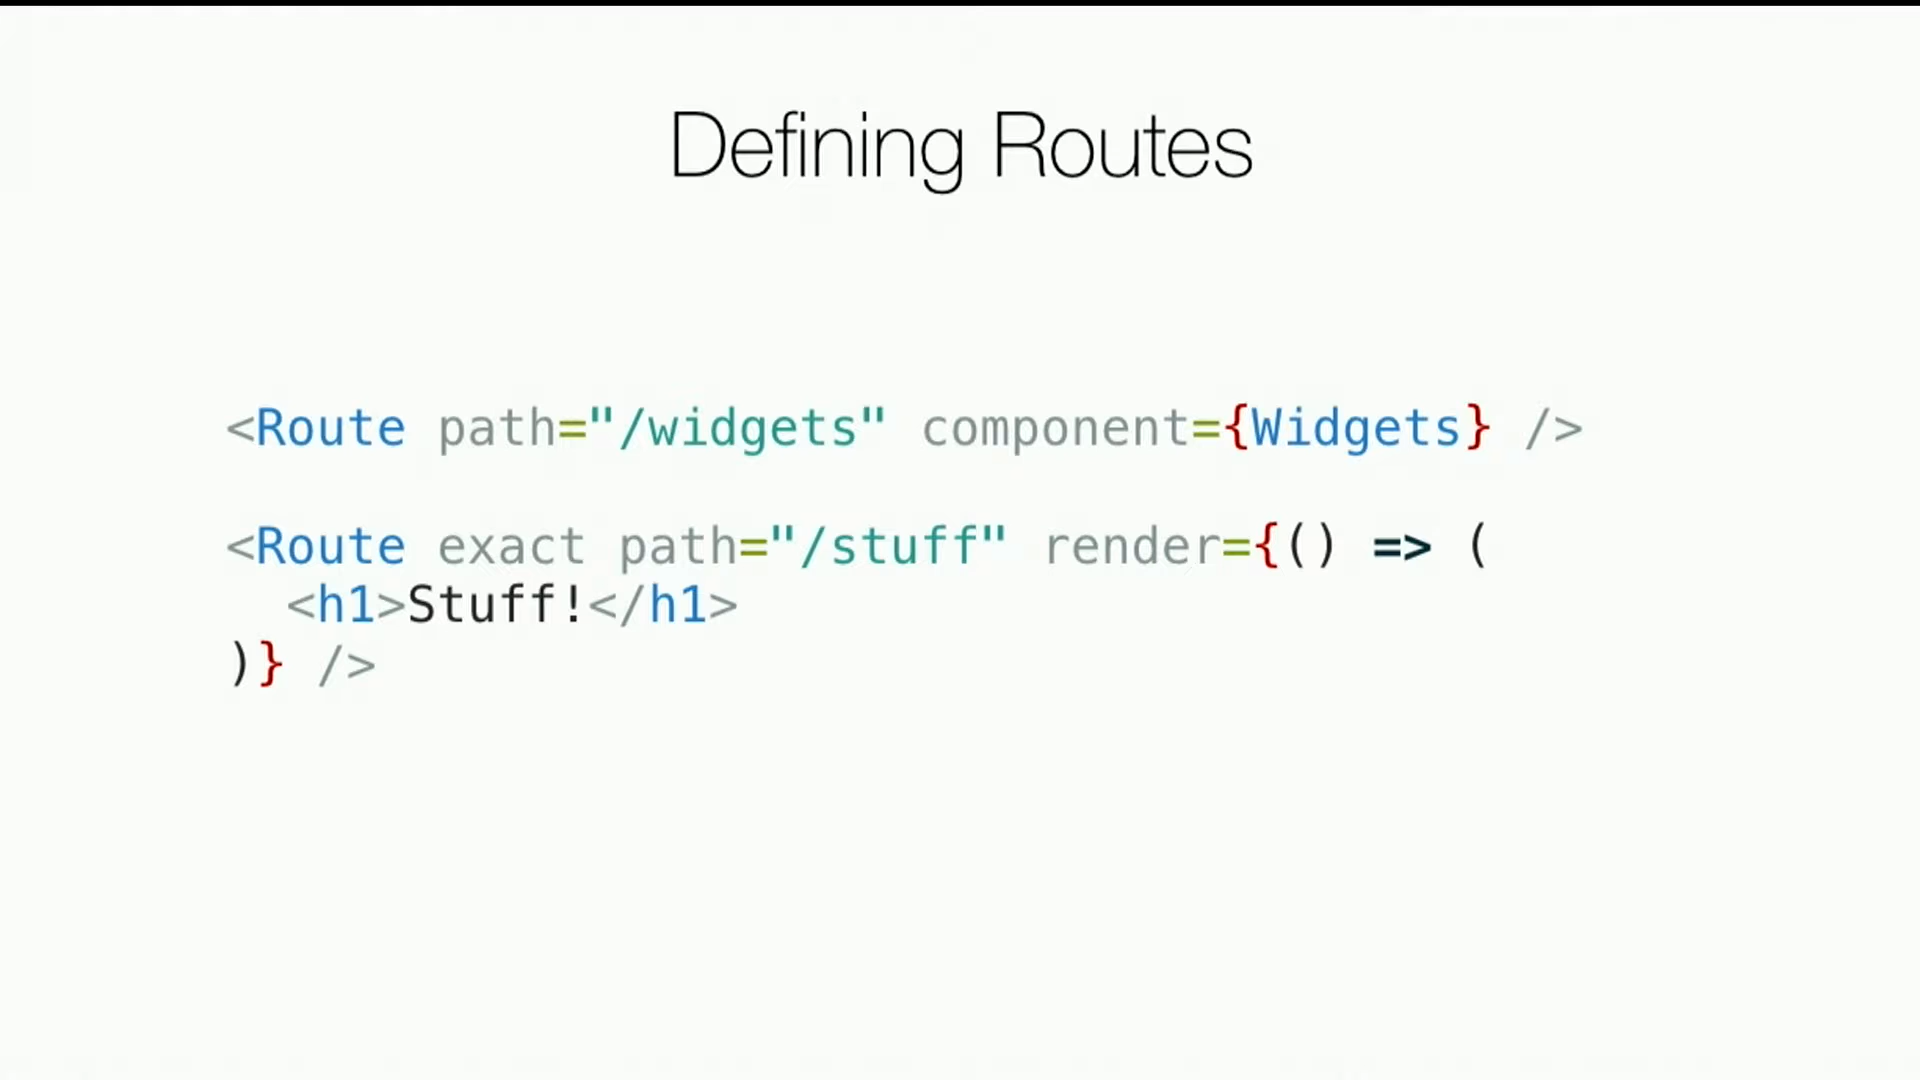 Defining Routes
<Route path="/widgets" component={Widgets} />
<Route exact path="/stuff" render={() => (
<h1>Stuff!</h1>
)} />